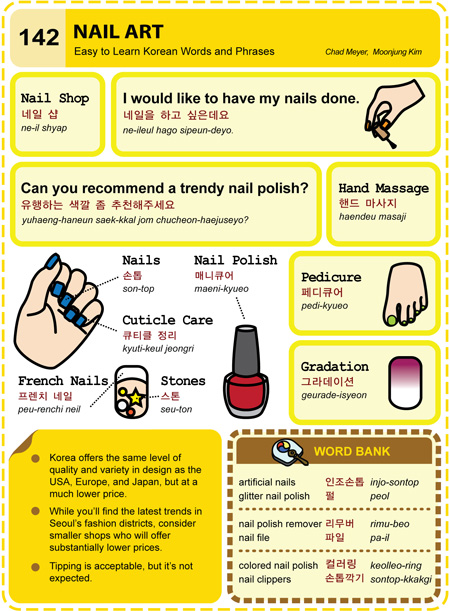 142
NAIL ART
Easy to Learn Korean Words and Phrases
Chad Meyer, Moonjung Kim
Nail Shop
네일 샵
ne-il shyap
I would like to have my nails done.
네일을 하고 싶은데요
ne-ileul hago sipeun-deyo.
Can you recommend a trendy nail polish?
유행하는 색깔 좀 추천해주세요
yuhaeng-haneun saek-kkal jom chucheon-haejuseyo?
Hand Massage
핸드 마사지
haendeu masaji
Nails
손톱
son-top
Nail Polish
매니큐어
maeni-kyueo
Cuticle Care
큐티클 정리
kyuti-keul jeongri
French Nails
프렌치 네일
peu-renchi neil
Stones
스톤
seu-ton
Pedicure
페디큐어
pedi-kyueo
Gradation
그라데이션
geurade-isyeon
Korea offers the same level of
quality and variety in design as the
USA, Europe, and Japan, but at a
much lower price.
While you'll find the latest trends in
Seoul's fashion districts, consider
smaller shops who will offer
substantially lower prices.
Tipping is acceptable, but it's not
expected.
WORD BANK
artificial nails 인조손톱 injo-sontop
glitter nail polish 펄 peol
nail polish remover 리무버 rimu-beo
nail file 파일 pa-il
colored nail polish 컬러링 keolleo-ring
nail clippers 손톱깍기 sontop-kkakgi